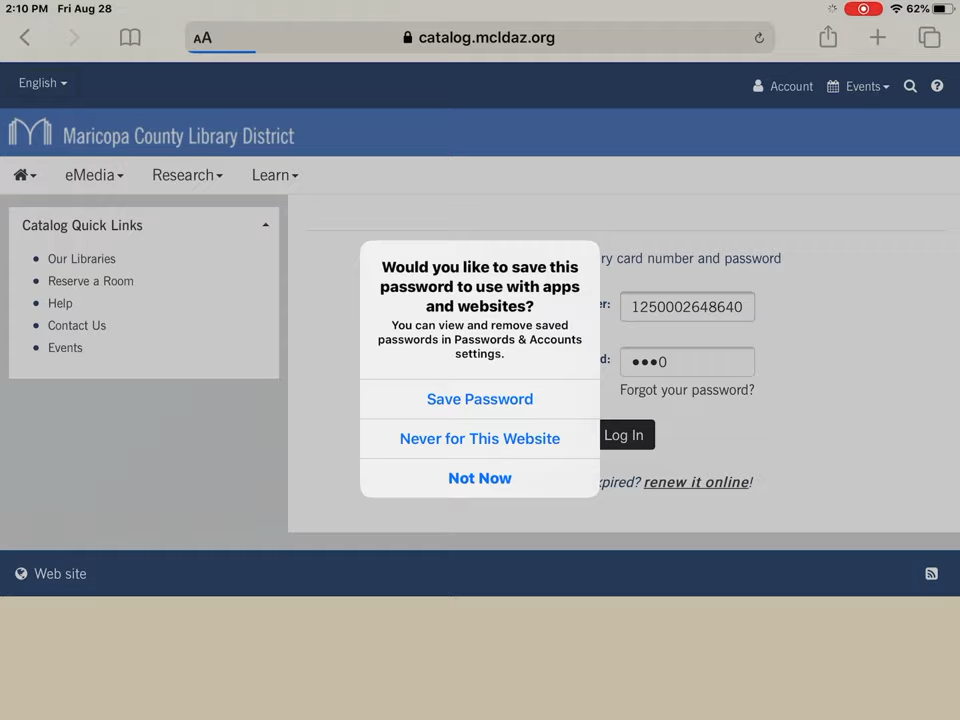 2:10 PM Fri Aug 28 62%
AA catalog.mcldaz.org
English
Account Events
Maricopa County Library District
eMedia Research Learn
Catalog Quick Links
Our Libraries
Reserve a Room
Help
Contact Us
Events
ry card number and password
er: 1250002648640
d: •••0
Forgot your password?
Log In
xpired? renew it online!
Would you like to save this
password to use with apps
and websites?
You can view and remove saved
passwords in Passwords & Accounts
settings.
Save Password
Never for This Website
Not Now
Web site